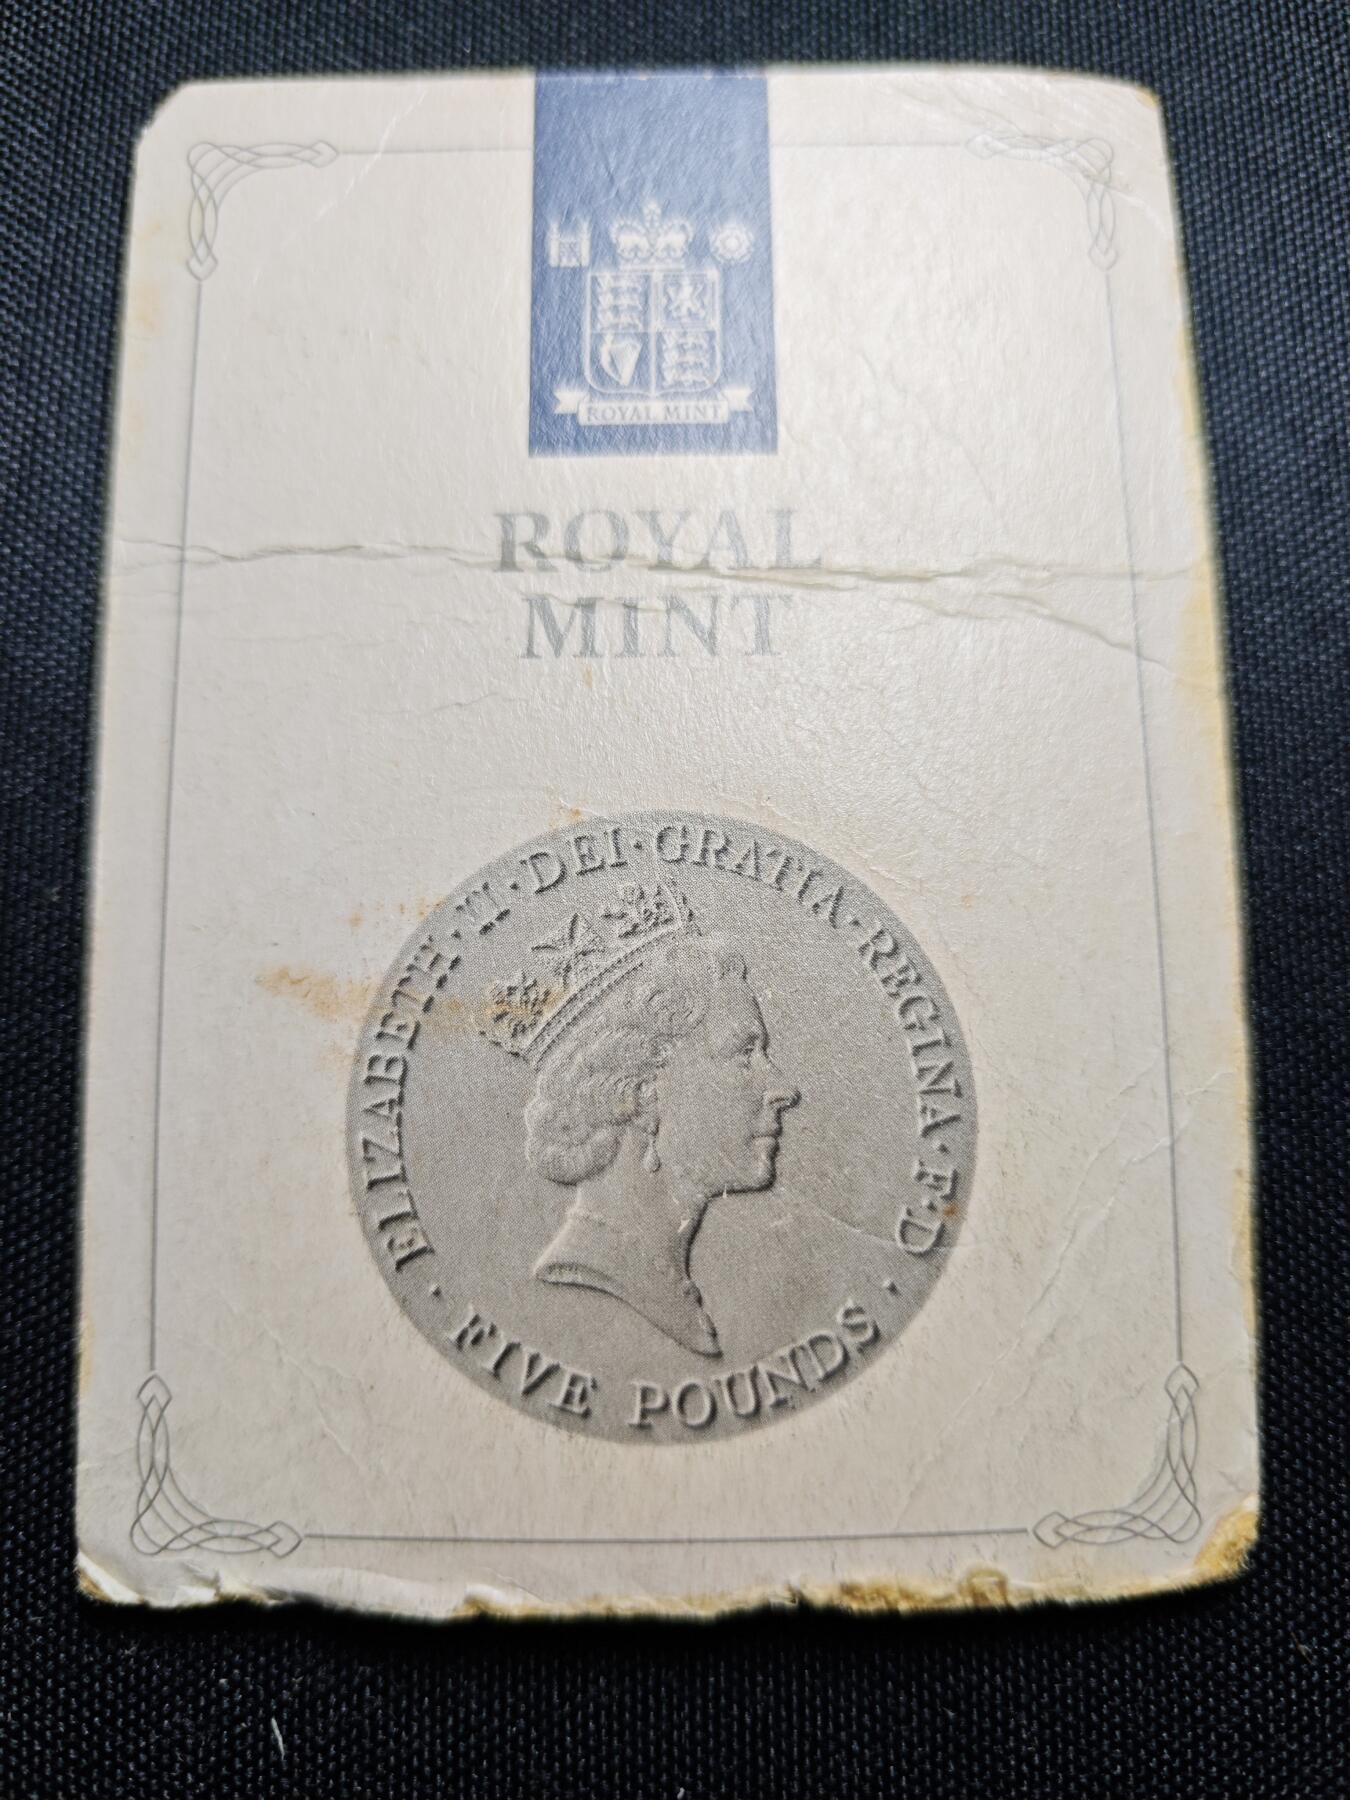 ROYAL MINT
ROYAL
MINT
ELIZABETH · II · DEI · GRATIA · REGINA · F · D ·
FIVE POUNDS ·